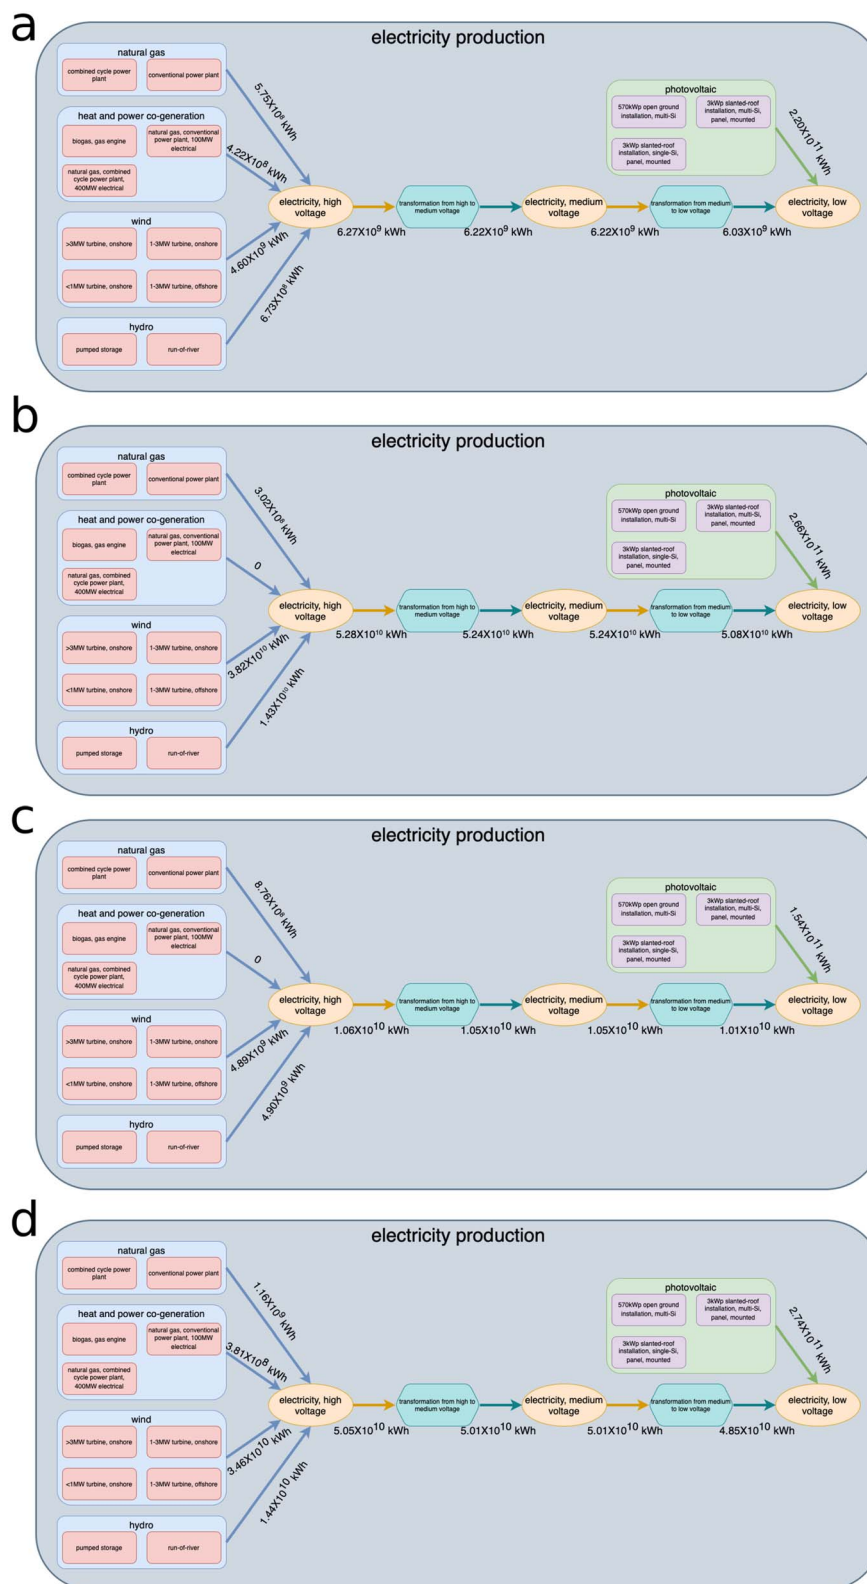 a
electricity production
natural gas
combined cycle power
plant
conventional power plant
5.75X10⁸ kWh
heat and power co-generation
biogas, gas engine
natural gas, conventional
power plant, 100MW
electrical
natural gas, combined
cycle power plant,
400MW electrical
4.22X10⁸ kWh
wind
>3MW turbine, onshore
1-3MW turbine, onshore
<1MW turbine, onshore
1-3MW turbine, offshore
4.60X10⁹ kWh
hydro
pumped storage
run-of-river
6.73X10⁸ kWh
electricity, high
voltage
6.27X10⁹ kWh
transformation from high to
medium voltage
6.22X10⁹ kWh
electricity, medium
voltage
6.22X10⁹ kWh
transformation from medium
to low voltage
6.03X10⁹ kWh
photovoltaic
570kWp open ground
installation, multi-Si
3kWp slanted-roof
installation, multi-Si,
panel, mounted
3kWp slanted-roof
installation, single-Si,
panel, mounted
2.20X10¹¹ kWh
electricity, low
voltage
b
electricity production
natural gas
combined cycle power
plant
conventional power plant
3.02X10⁸ kWh
heat and power co-generation
biogas, gas engine
natural gas, conventional
power plant, 100MW
electrical
natural gas, combined
cycle power plant,
400MW electrical
0
wind
>3MW turbine, onshore
1-3MW turbine, onshore
<1MW turbine, onshore
1-3MW turbine, offshore
3.82X10¹⁰ kWh
hydro
pumped storage
run-of-river
1.43X10¹⁰ kWh
electricity, high
voltage
5.28X10¹⁰ kWh
transformation from high to
medium voltage
5.24X10¹⁰ kWh
electricity, medium
voltage
5.24X10¹⁰ kWh
transformation from medium
to low voltage
5.08X10¹⁰ kWh
photovoltaic
570kWp open ground
installation, multi-Si
3kWp slanted-roof
installation, multi-Si,
panel, mounted
3kWp slanted-roof
installation, single-Si,
panel, mounted
2.66X10¹¹ kWh
electricity, low
voltage
c
electricity production
natural gas
combined cycle power
plant
conventional power plant
8.76X10⁸ kWh
heat and power co-generation
biogas, gas engine
natural gas, conventional
power plant, 100MW
electrical
natural gas, combined
cycle power plant,
400MW electrical
0
wind
>3MW turbine, onshore
1-3MW turbine, onshore
<1MW turbine, onshore
1-3MW turbine, offshore
4.89X10⁹ kWh
hydro
pumped storage
run-of-river
4.90X10⁹ kWh
electricity, high
voltage
1.06X10¹⁰ kWh
transformation from high to
medium voltage
1.05X10¹⁰ kWh
electricity, medium
voltage
1.05X10¹⁰ kWh
transformation from medium
to low voltage
1.01X10¹⁰ kWh
photovoltaic
570kWp open ground
installation, multi-Si
3kWp slanted-roof
installation, multi-Si,
panel, mounted
3kWp slanted-roof
installation, single-Si,
panel, mounted
1.54X10¹¹ kWh
electricity, low
voltage
d
electricity production
natural gas
combined cycle power
plant
conventional power plant
1.16X10⁹ kWh
heat and power co-generation
biogas, gas engine
natural gas, conventional
power plant, 100MW
electrical
natural gas, combined
cycle power plant,
400MW electrical
3.81X10⁸ kWh
wind
>3MW turbine, onshore
1-3MW turbine, onshore
<1MW turbine, onshore
1-3MW turbine, offshore
3.46X10¹⁰ kWh
hydro
pumped storage
run-of-river
1.44X10¹⁰ kWh
electricity, high
voltage
5.05X10¹⁰ kWh
transformation from high to
medium voltage
5.01X10¹⁰ kWh
electricity, medium
voltage
5.01X10¹⁰ kWh
transformation from medium
to low voltage
4.85X10¹⁰ kWh
photovoltaic
570kWp open ground
installation, multi-Si
3kWp slanted-roof
installation, multi-Si,
panel, mounted
3kWp slanted-roof
installation, single-Si,
panel, mounted
2.74X10¹¹ kWh
electricity, low
voltage